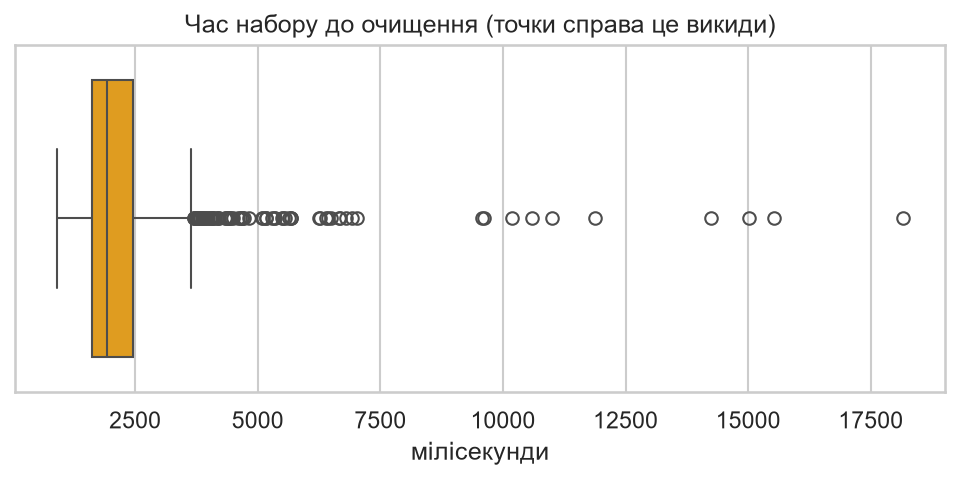 Час набору до очищення (точки справа це викиди)
2500 5000 7500 10000 12500 15000 17500
мілісекунди